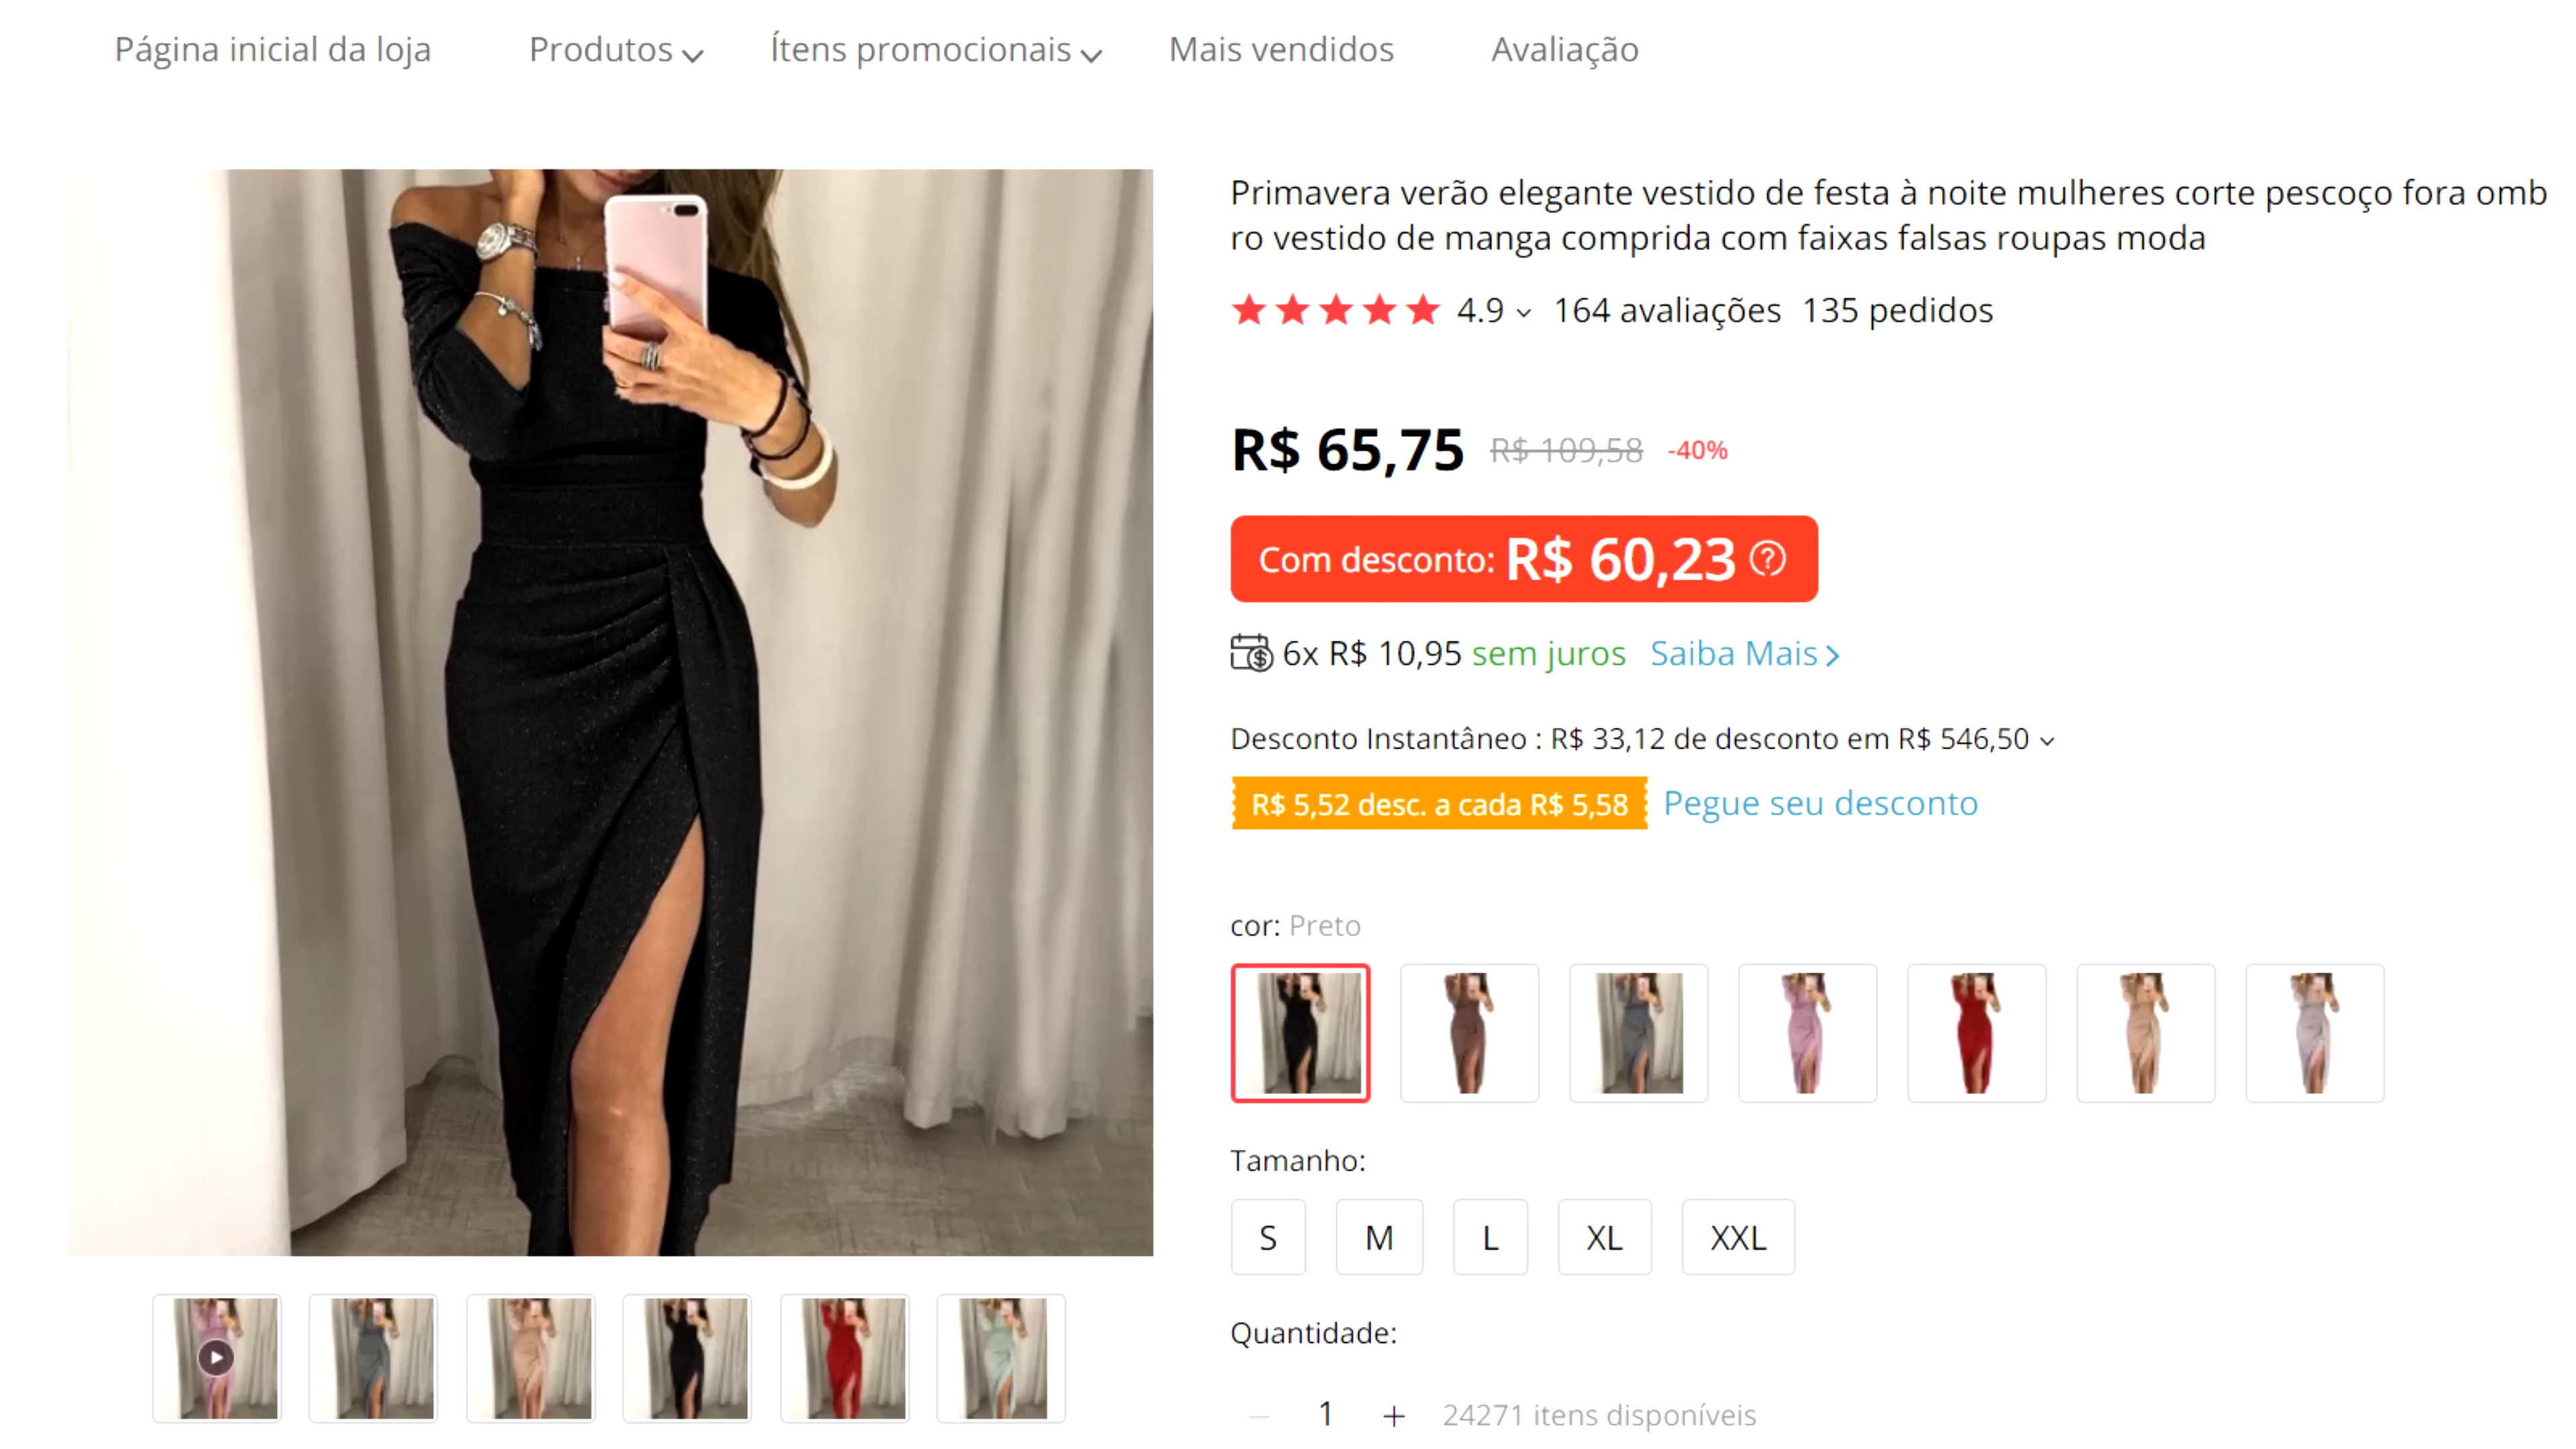 Página inicial da loja Produtos Ítens promocionais Mais vendidos Avaliação
Primavera verão elegante vestido de festa à noite mulheres corte pescoço fora omb
ro vestido de manga comprida com faixas falsas roupas moda
4.9 164 avaliações 135 pedidos
R$ 65,75 R$ 109,58 -40%
Com desconto: R$ 60,23 ?
6x R$ 10,95 sem juros Saiba Mais
Desconto Instantâneo : R$ 33,12 de desconto em R$ 546,50
R$ 5,52 desc. a cada R$ 5,58 Pegue seu desconto
cor: Preto
Tamanho:
S M L XL XXL
Quantidade:
− 1 + 24271 itens disponíveis